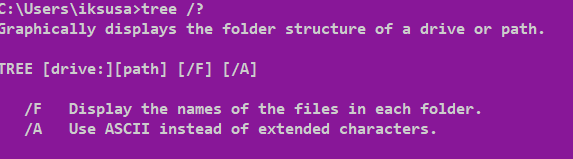 C:\Users\iksusa>tree /?
Graphically displays the folder structure of a drive or path.
TREE [drive:][path] [/F] [/A]
/F   Display the names of the files in each folder.
/A   Use ASCII instead of extended characters.